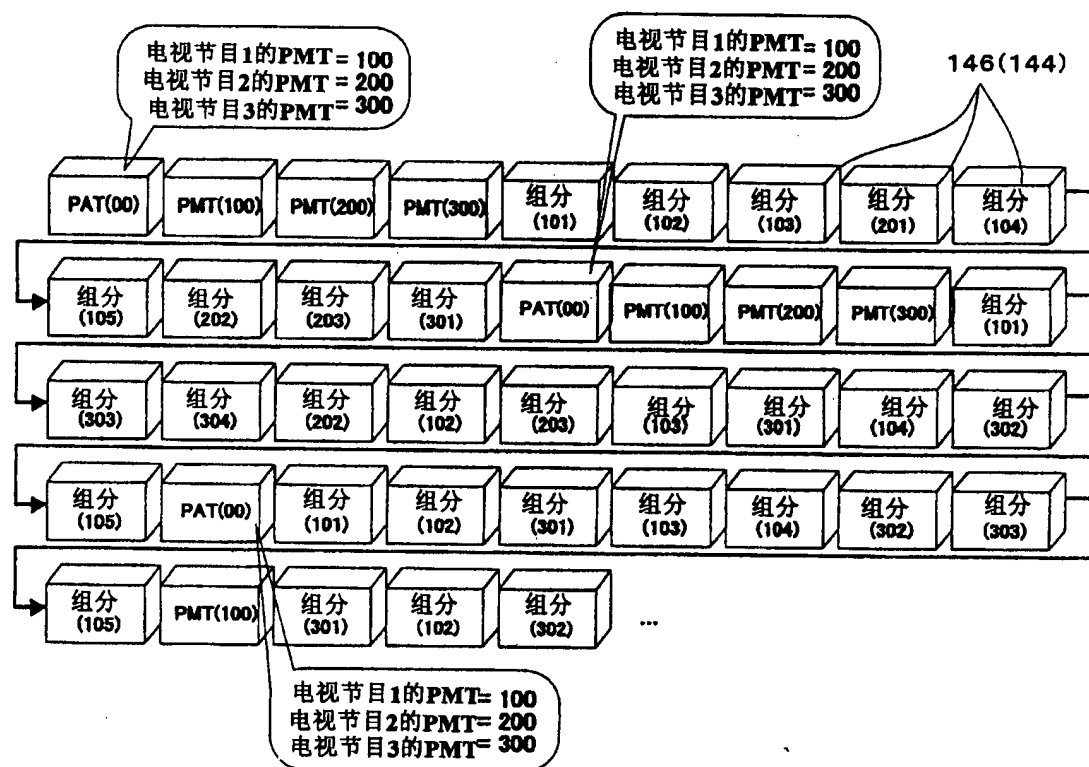 电视节目1的PMT= 100
电视节目2的PMT = 200
电视节目3的PMT= 300
电视节目1的PMT= 100
电视节目2的PMT= 200
电视节目3的PMT= 300
146(144)
PAT(00) PMT(100) PMT(200) PMT(300) 组分(101) 组分(102) 组分(103) 组分(201) 组分(104)
组分(105) 组分(202) 组分(203) 组分(301) PAT(00) PMT(100) PMT(200) PMT(300) 组分(101)
组分(303) 组分(304) 组分(202) 组分(102) 组分(203) 组分(103) 组分(301) 组分(104) 组分(302)
组分(105) PAT(00) 组分(101) 组分(102) 组分(301) 组分(103) 组分(104) 组分(302) 组分(303)
组分(105) PMT(100) 组分(301) 组分(102) 组分(302) ...
电视节目1的PMT= 100
电视节目2的PMT= 200
电视节目3的PMT= 300